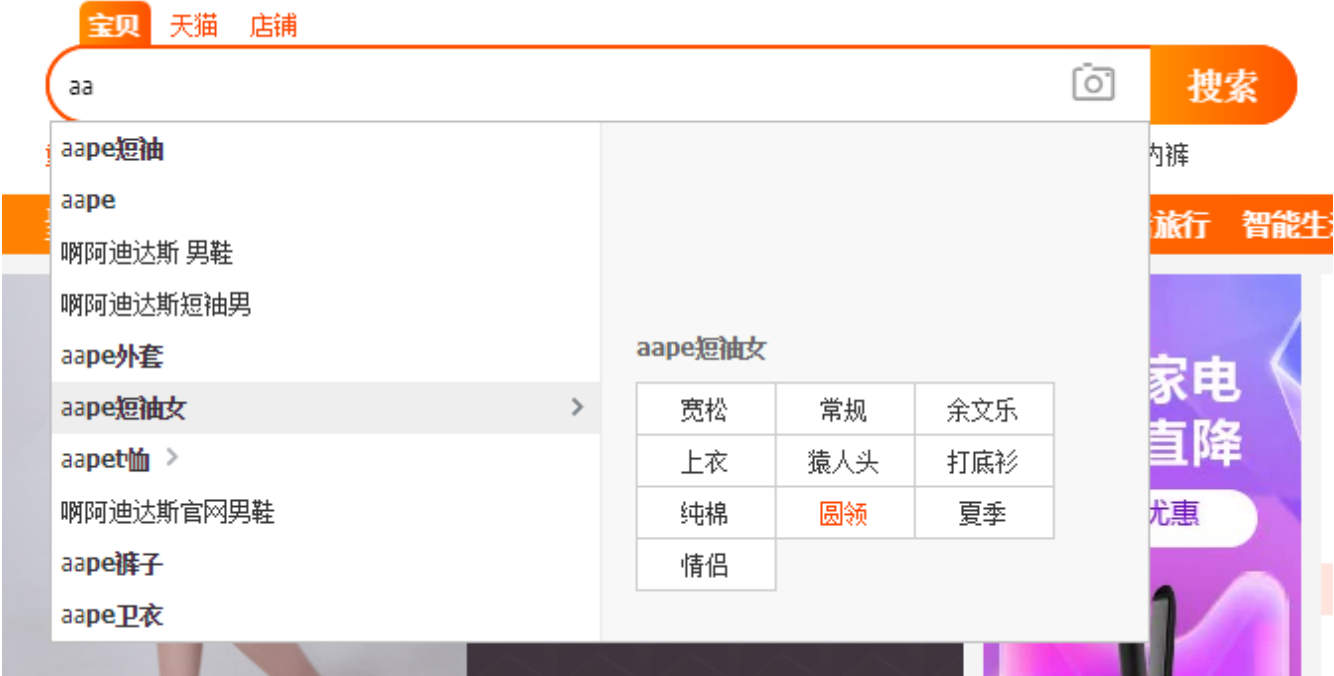 宝贝 天猫 店铺
aa
搜索
aape短袖
aape
啊阿迪达斯 男鞋
啊阿迪达斯短袖男
aape外套
aape短袖女
aapet恤
啊阿迪达斯官网男鞋
aape裤子
aape卫衣
aape短袖女
宽松 常规 余文乐
上衣 猿人头 打底衫
纯棉 圆领 夏季
情侣
内裤
旅行 智能生活
家电
直降
优惠